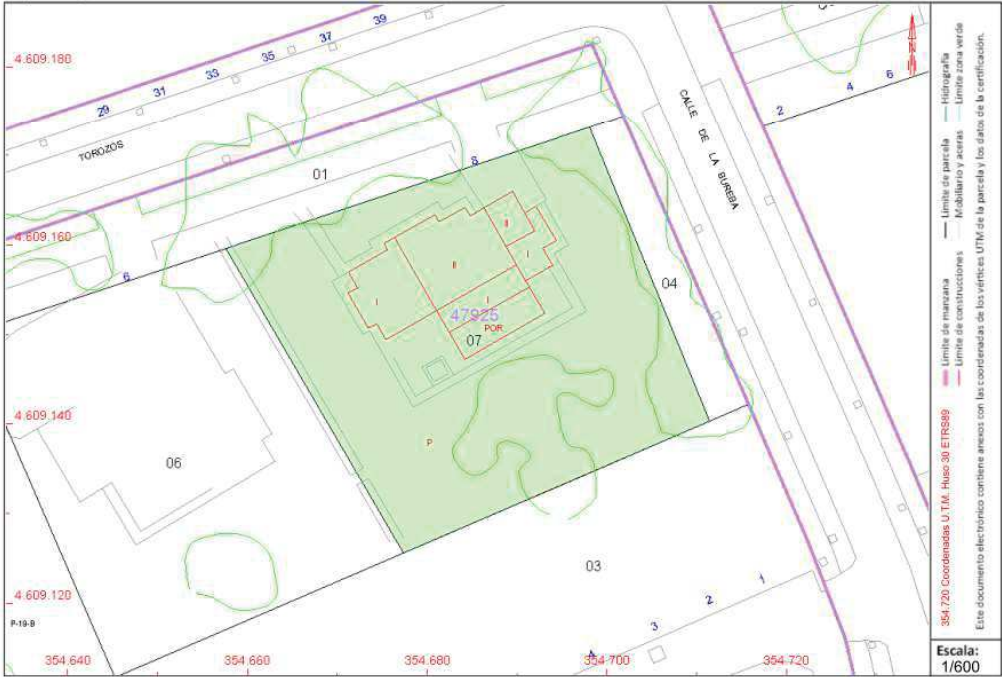 39
37
35
33
31
29
4.609.180
TOROZOS
01
8
CALLE DE LA BUREBA
2
4
6
4.609.160
6
II
I
II
I
I
47925
POR
07
04
4.609.140
P
06
03
4.609.120
P-19-B
1
2
3
4
354.640
354.660
354.680
354.700
354.720
354.720 Coordenadas U.T.M. Huso 30 ETRS89
Límite de manzana
Límite de construcciones
Límite de parcela
Mobiliario y aceras
Hidrografía
Límite zona verde
Este documento electrónico contiene anexos con las coordenadas de los vértices UTM de la parcela y los datos de la certificación.
Escala:
1/600